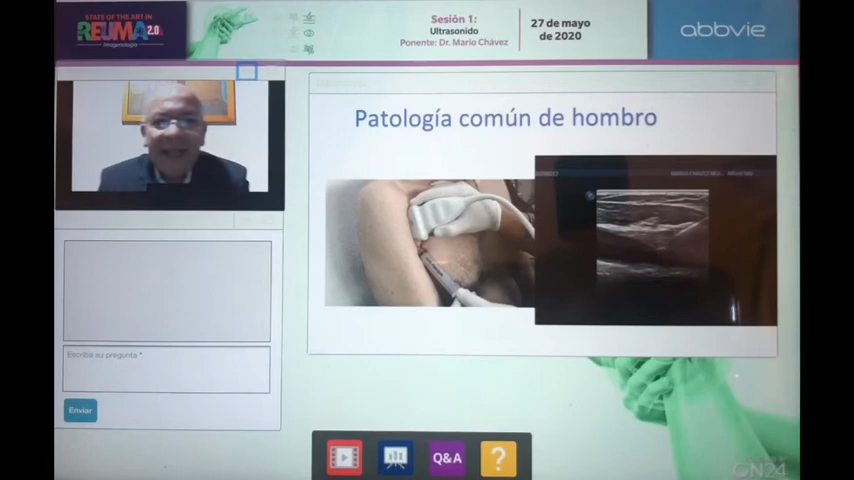 STATE OF THE ART IN
REUMA 2.0
Imagenología
Sesión 1:
Ultrasonido
Ponente: Dr. Mario Chávez
27 de mayo
de 2020
abbvie
Patología común de hombro
Escriba su pregunta *
Enviar
Q&A
?
ON24